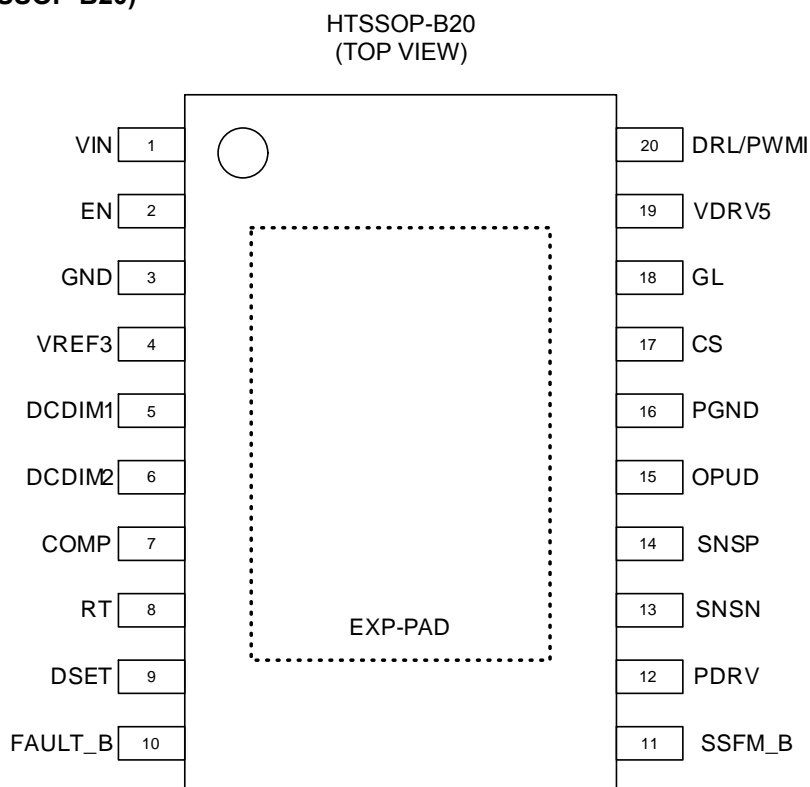 HTSSOP-B20
(TOP VIEW)
VIN 1
20 DRL/PWMI
EN 2
19 VDRV5
GND 3
18 GL
VREF3 4
17 CS
DCDIM1 5
16 PGND
DCDIM2 6
15 OPUD
COMP 7
14 SNSP
RT 8
13 SNSN
EXP-PAD
DSET 9
12 PDRV
FAULT_B 10
11 SSFM_B